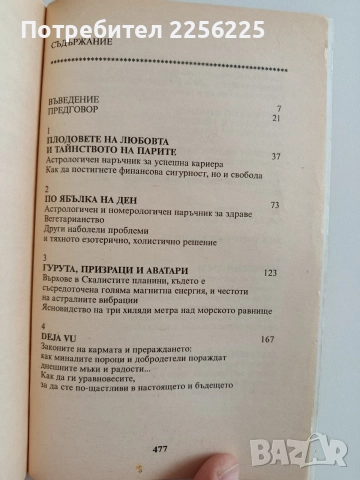 Потребител 2256225
СЪДЪРЖАНИЕ
ВЪВЕДЕНИЕ 7
ПРЕДГОВОР 21
1
ПЛОДОВЕТЕ НА ЛЮБОВТА
И ТАЙНСТВОТО НА ПАРИТЕ 37
Астрологичен наръчник за успешна кариера
Как да постигнете финансова сигурност, но и свобода
2
ПО ЯБЪЛКА НА ДЕН 73
Астрологичен и номерологичен наръчник за здраве
Вегетарианство
Други наболели проблеми
и тяхното езотерично, холистично решение
3
ГУРУТА, ПРИЗРАЦИ И АВАТАРИ 123
Върхове в Скалистите планини, където е
съсредоточена голяма магнитна енергия, и честоти
на астралните вибрации
Ясновидство на три хиляди метра над морското равнище
4
DEJA VU 167
Законите на кармата и прераждането:
как миналите пороци и добродетели пораждат
днешните мъки и радости...
Как да ги уравновесите,
за да сте по-щастливи в настоящето и бъдещето
477
BAZAR
bg